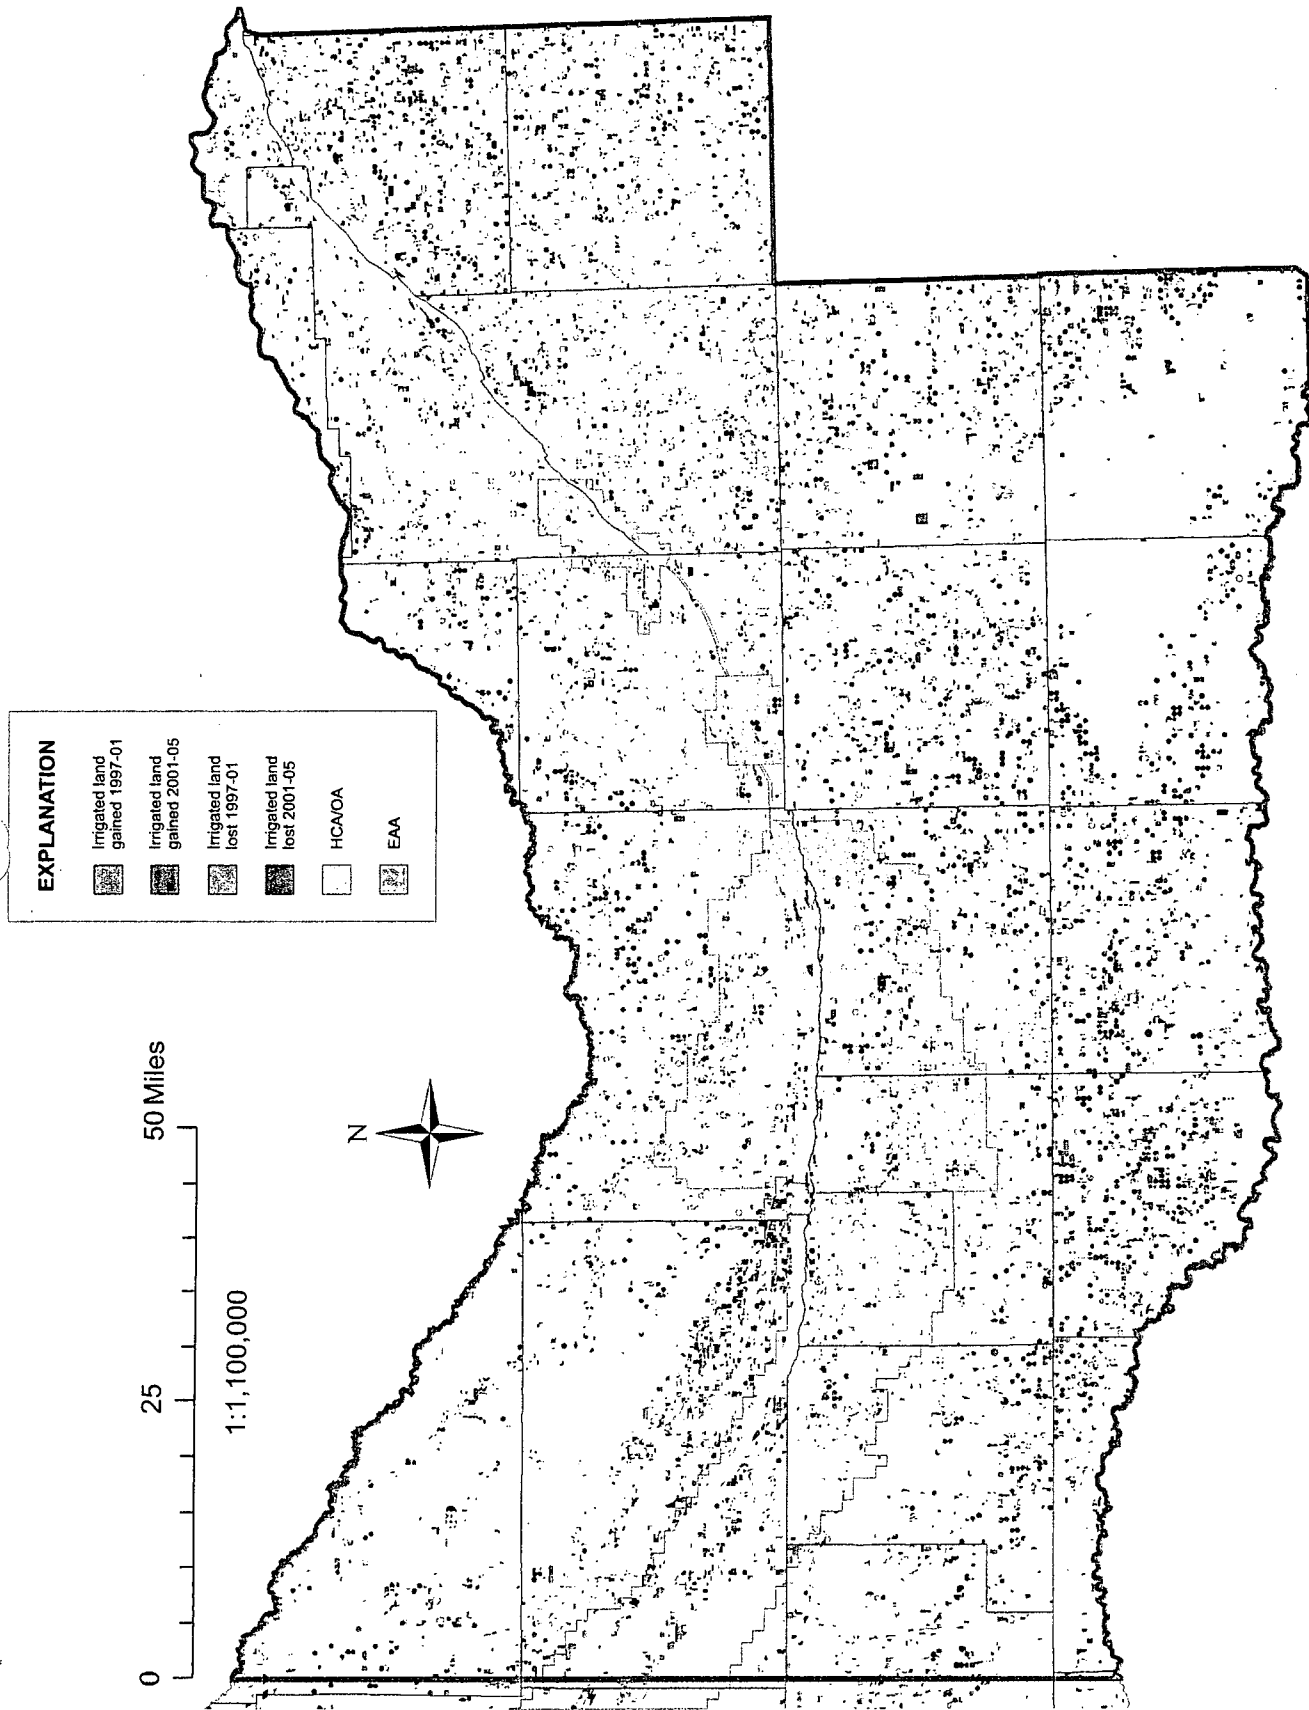 EXPLANATION
Irrigated land
gained 1997-01
Irrigated land
gained 2001-05
Irrigated land
lost 1997-01
Irrigated land
lost 2001-05
HCA/OA
EAA
0
25
50 Miles
1:1,100,000
N